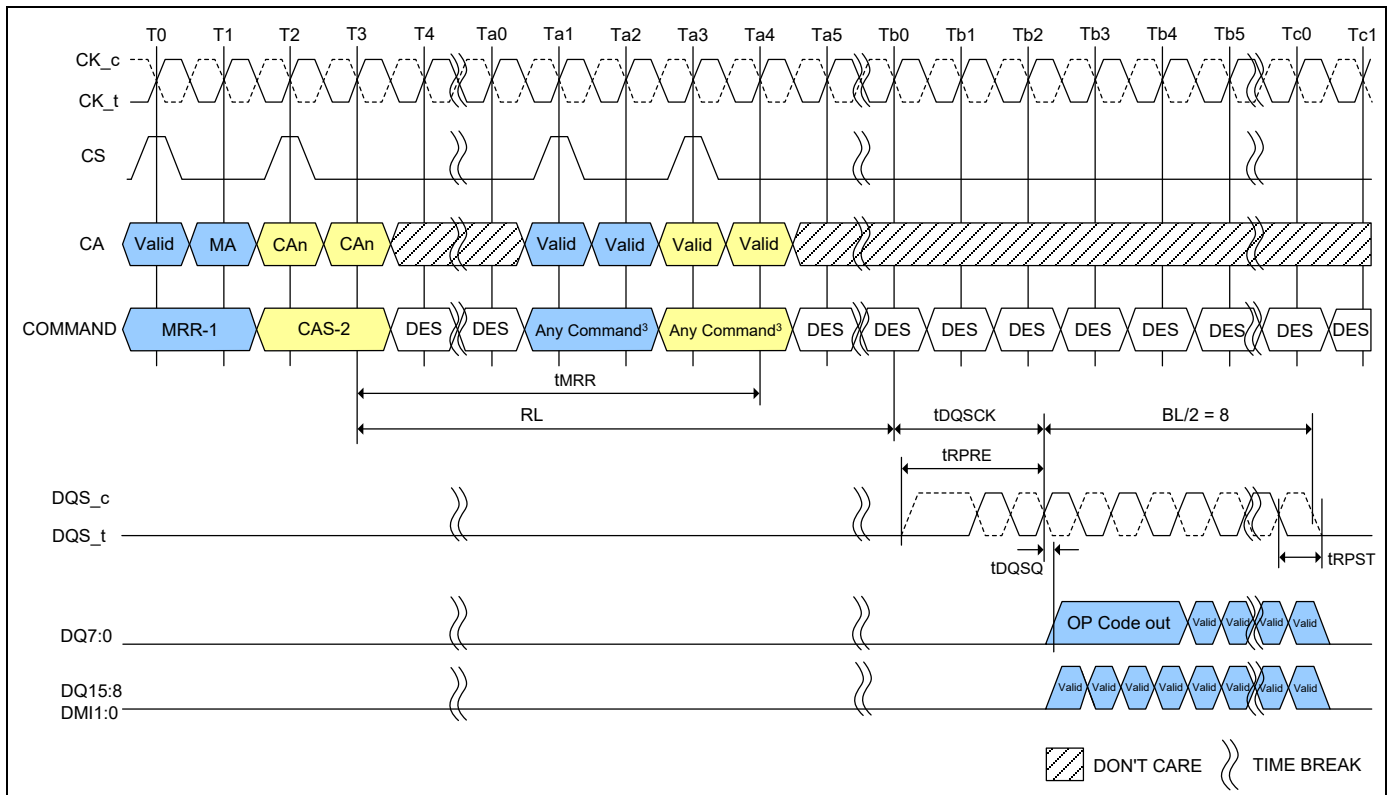 T0 T1 T2 T3 T4 Ta0 Ta1 Ta2 Ta3 Ta4 Ta5 Tb0 Tb1 Tb2 Tb3 Tb4 Tb5 Tc0 Tc1
CK_c
CK_t
CS
CA Valid MA CAn CAn Valid Valid Valid Valid
COMMAND MRR-1 CAS-2 DES DES Any Command³ Any Command³ DES DES DES DES DES DES DES DES DES
tMRR
RL tDQSCK BL/2 = 8
tRPRE
DQS_c
DQS_t
tDQSQ tRPST
DQ7:0 OP Code out Valid Valid Valid Valid
DQ15:8 Valid Valid Valid Valid Valid Valid Valid Valid
DMI1:0
DON'T CARE TIME BREAK